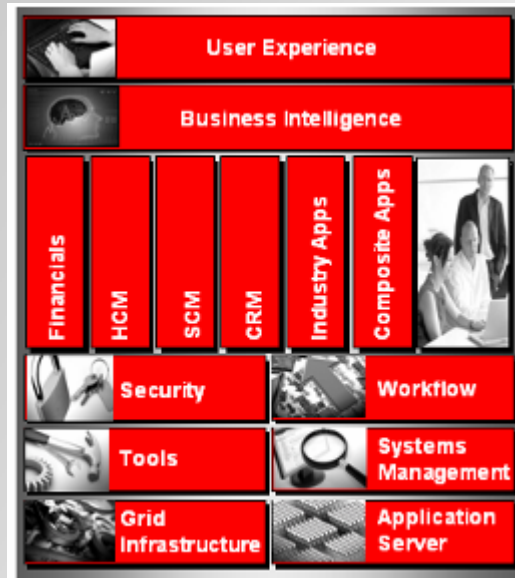 User Experience
Business Intelligence
Financials
HCM
SCM
CRM
Industry Apps
Composite Apps
Security
Workflow
Tools
Systems
Management
Grid
Infrastructure
Application
Server